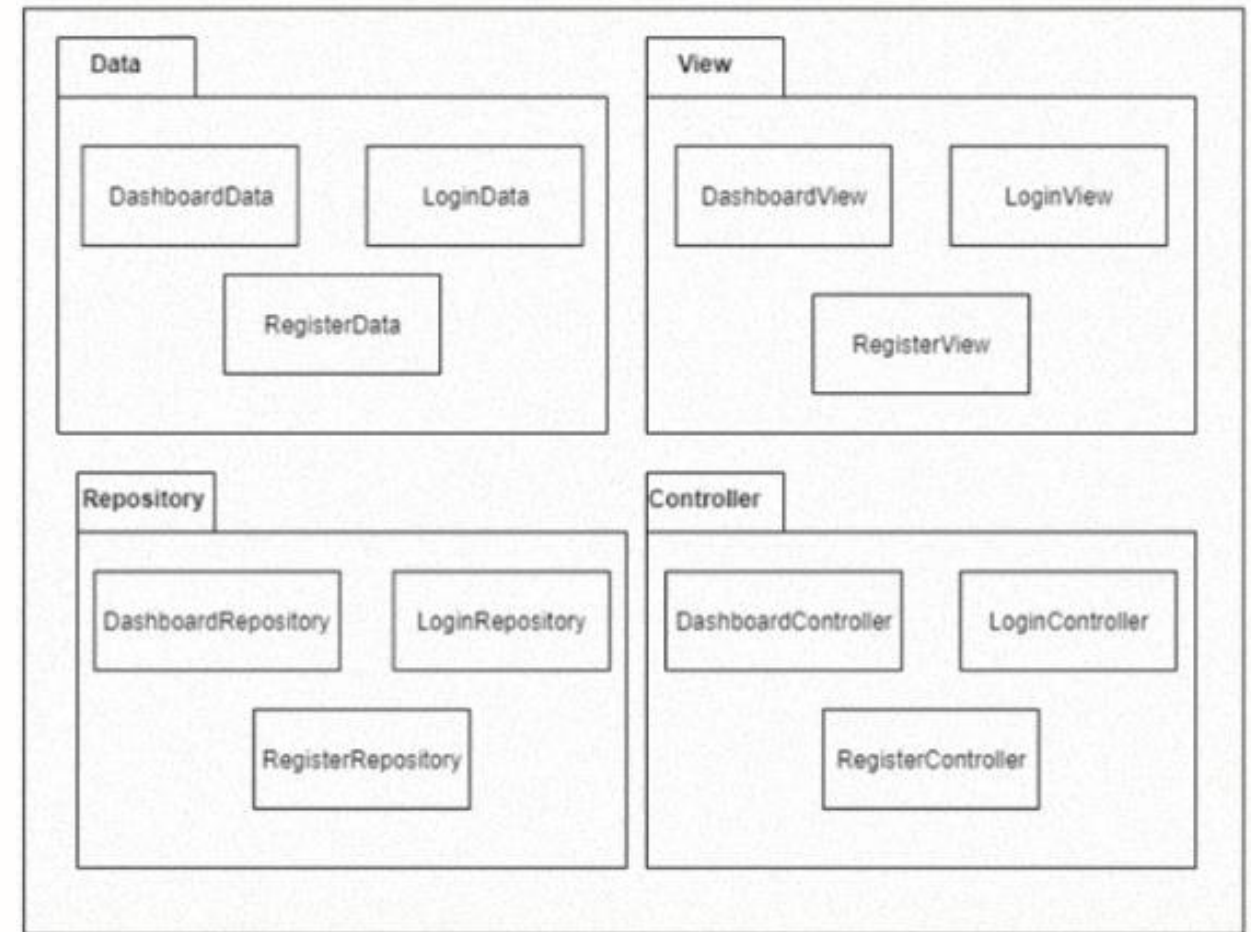 Data
DashboardData
LoginData
RegisterData
View
DashboardView
LoginView
RegisterView
Repository
DashboardRepository
LoginRepository
RegisterRepository
Controller
DashboardController
LoginController
RegisterController